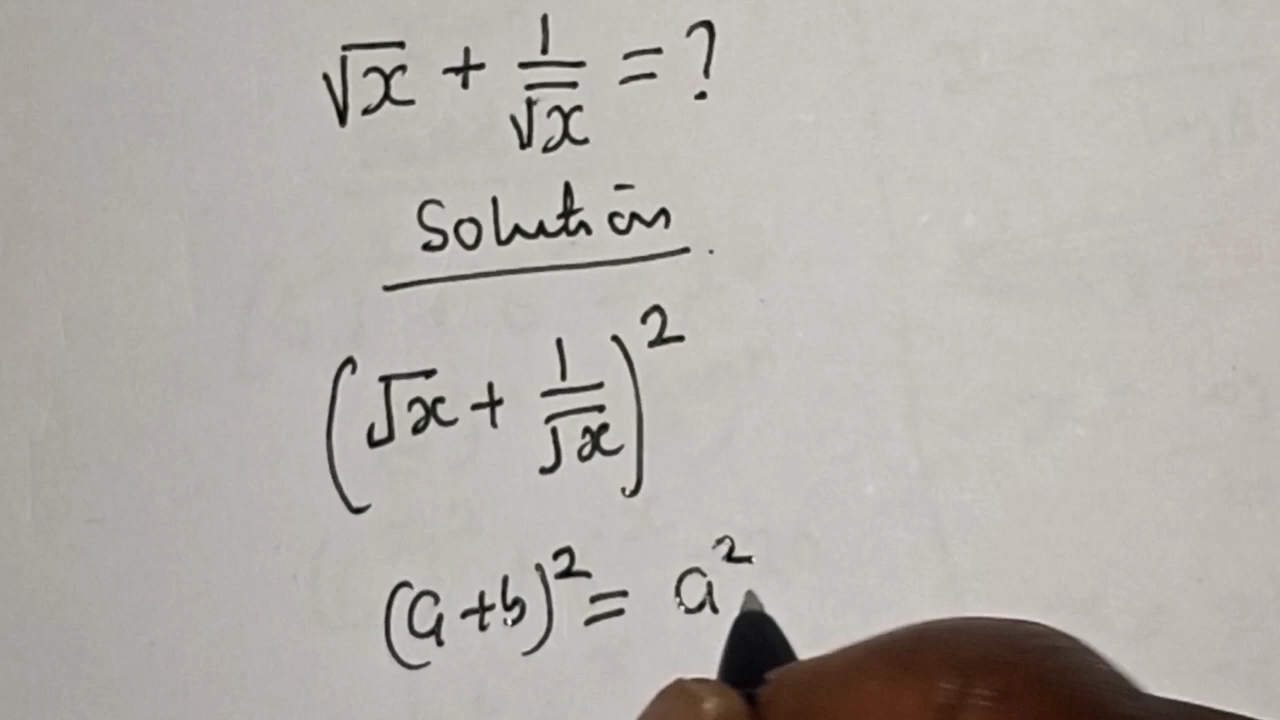 √x + 1/√x = ?
Solution
(√x + 1/√x)²
(a+b)² = a²